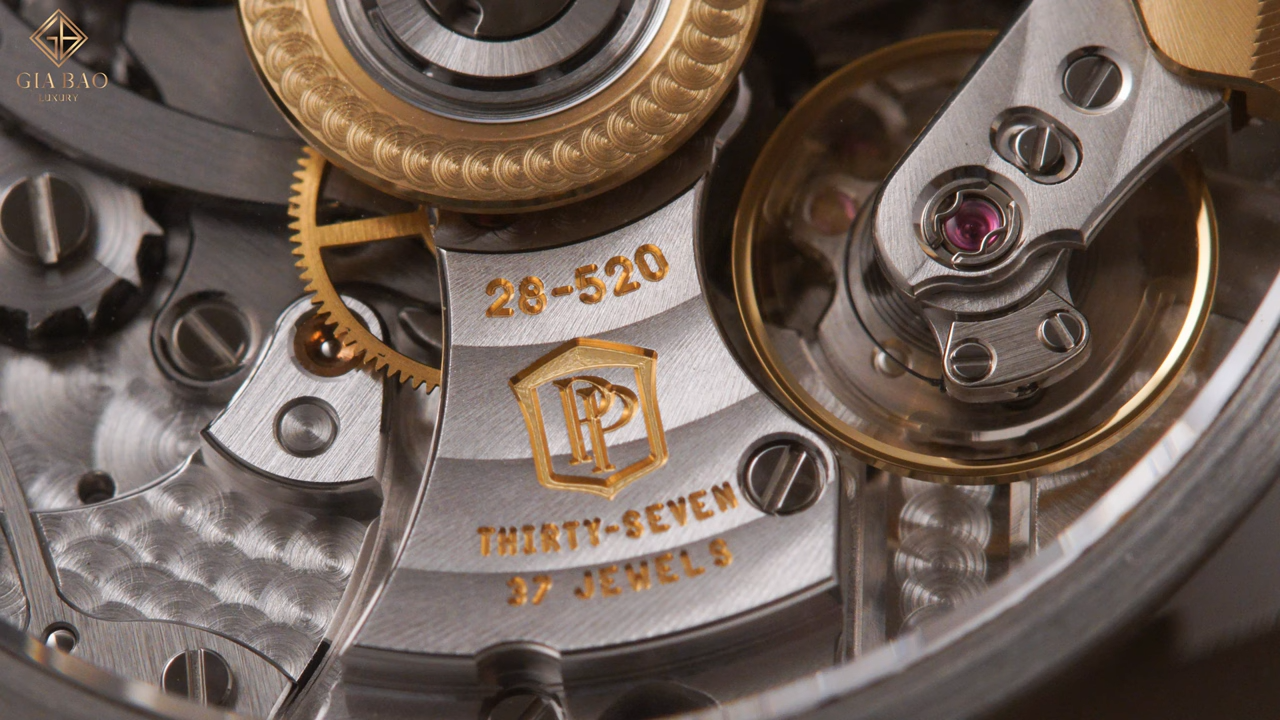 GIA BAO
LUXURY
28-520
PP
THIRTY-SEVEN
37 JEWELS